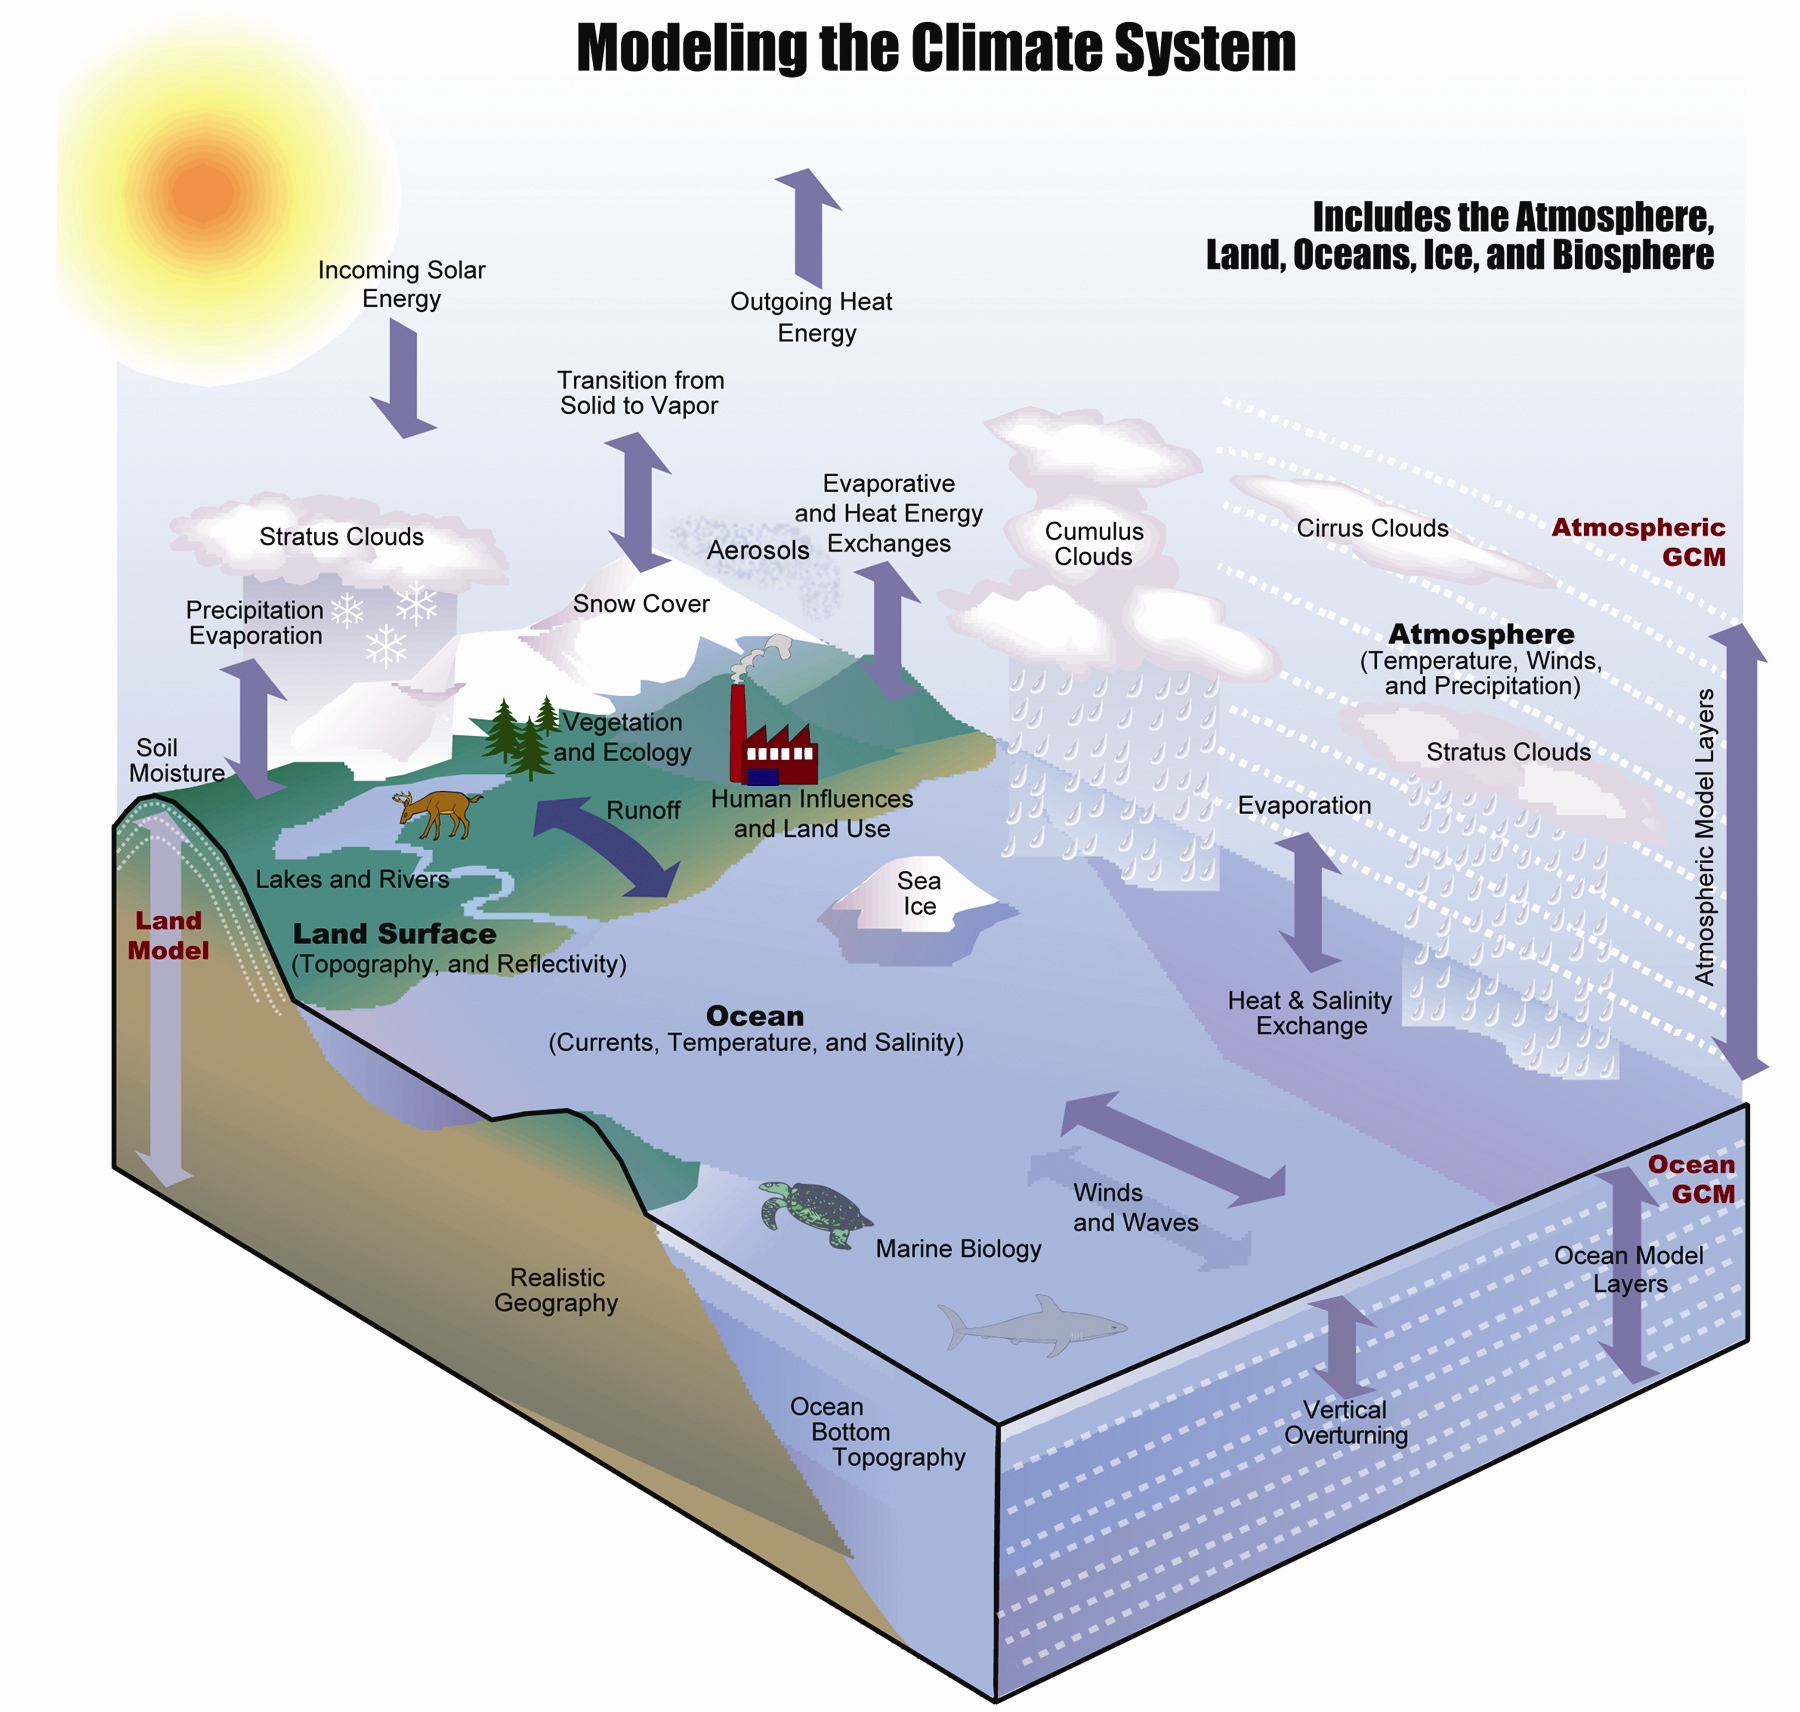 Modeling the Climate System
Includes the Atmosphere,
Land, Oceans, Ice, and Biosphere
Incoming Solar
Energy
Outgoing Heat
Energy
Transition from
Solid to Vapor
Evaporative
and Heat Energy
Exchanges
Stratus Clouds
Aerosols
Cumulus
Clouds
Cirrus Clouds
Atmospheric
GCM
Precipitation
Evaporation
Snow Cover
Atmosphere
(Temperature, Winds,
and Precipitation)
Atmospheric Model Layers
Soil
Moisture
Vegetation
and Ecology
Stratus Clouds
Runoff
Human Influences
and Land Use
Evaporation
Lakes and Rivers
Sea
Ice
Land
Model
Land Surface
(Topography, and Reflectivity)
Ocean
(Currents, Temperature, and Salinity)
Heat & Salinity
Exchange
Ocean
GCM
Winds
and Waves
Marine Biology
Ocean Model
Layers
Realistic
Geography
Vertical
Overturning
Ocean
Bottom
Topography